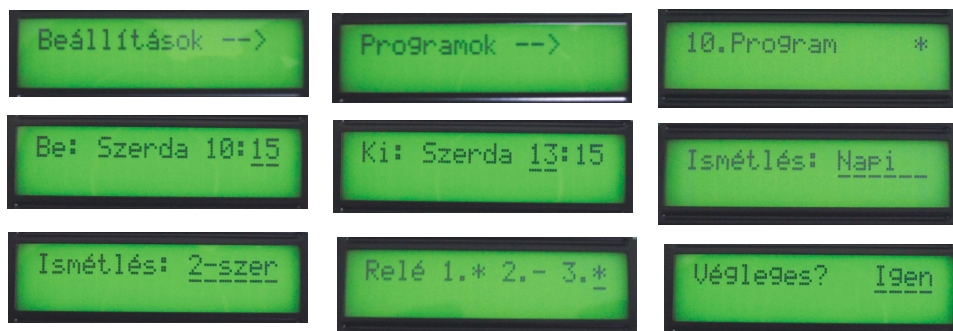 Beállítások -->
Programok -->
10.Program *
Be: Szerda 10:15
Ki: Szerda 13:15
Ismétlés: Napi
Ismétlés: 2-szer
Relé 1.* 2.- 3.*
Végleges? Igen